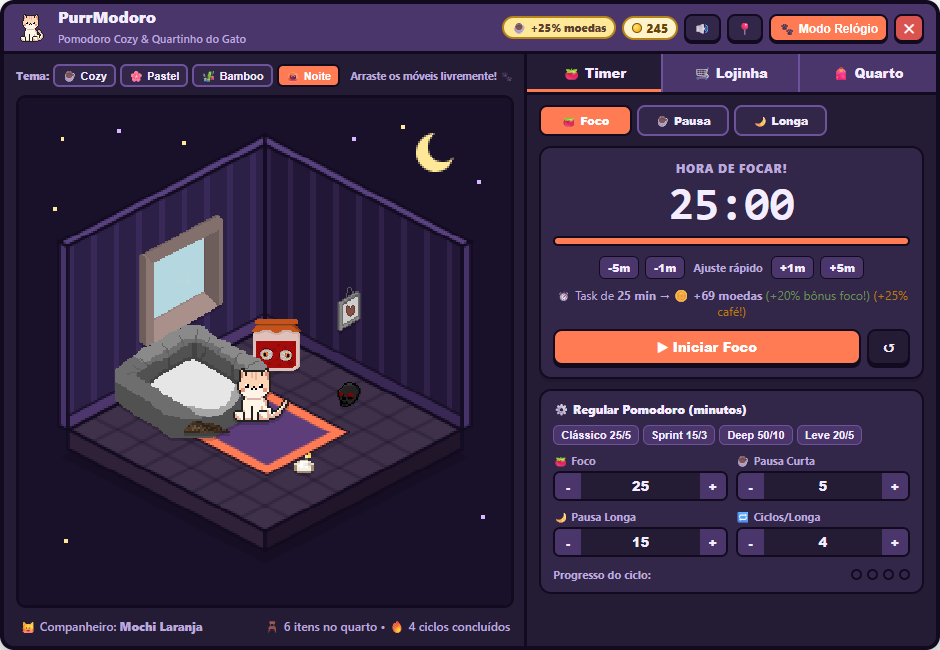 PurrModoro
Pomodoro Cozy & Quartinho do Gato
+25% moedas
245
Modo Relógio
Tema:
Cozy
Pastel
Bamboo
Noite
Arraste os móveis livremente!
Timer
Lojinha
Quarto
Foco
Pausa
Longa
HORA DE FOCAR!
25:00
-5m
-1m
Ajuste rápido
+1m
+5m
Task de 25 min → +69 moedas (+20% bônus foco!) (+25%
café!)
Iniciar Foco
Regular Pomodoro (minutos)
Clássico 25/5
Sprint 15/3
Deep 50/10
Leve 20/5
Foco
Pausa Curta
- 25 +
- 5 +
Pausa Longa
Ciclos/Longa
- 15 +
- 4 +
Progresso do ciclo:
Companheiro: Mochi Laranja
6 itens no quarto • 4 ciclos concluídos